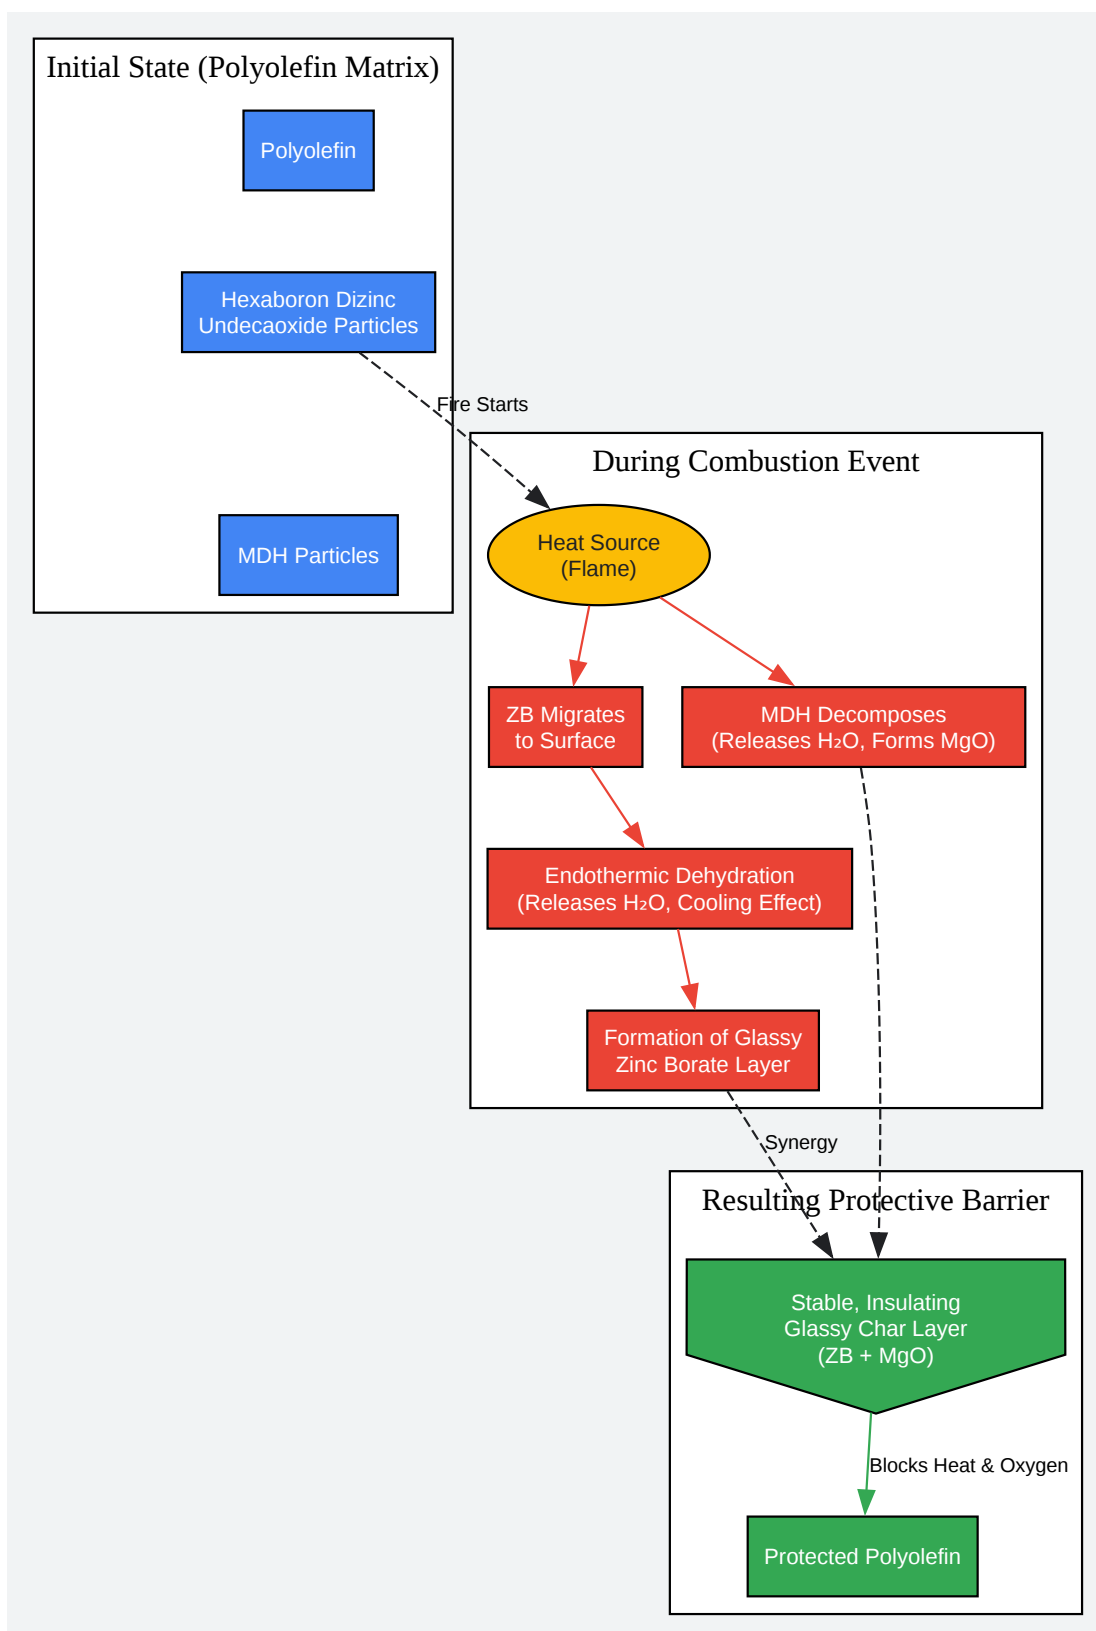 Initial State (Polyolefin Matrix)
Polyolefin
Hexaboron Dizinc
Undecaoxide Particles
Fire Starts
MDH Particles
During Combustion Event
Heat Source
(Flame)
ZB Migrates
to Surface
MDH Decomposes
(Releases H₂O, Forms MgO)
Endothermic Dehydration
(Releases H₂O, Cooling Effect)
Formation of Glassy
Zinc Borate Layer
Synergy
Resulting Protective Barrier
Stable, Insulating
Glassy Char Layer
(ZB + MgO)
Blocks Heat & Oxygen
Protected Polyolefin